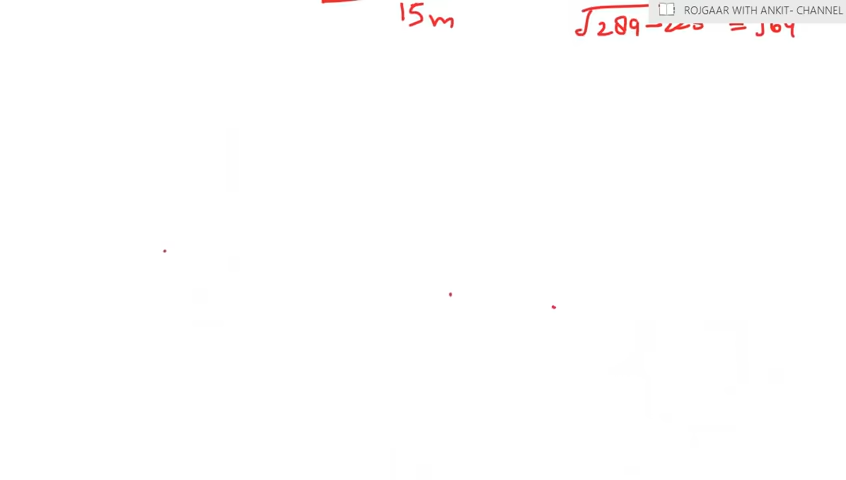 ROJGAAR WITH ANKIT- CHANNEL
15m
√289-225 = √64